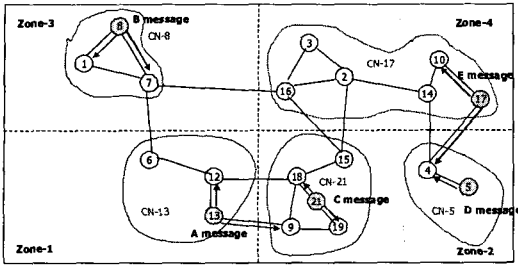 Zone-3
B message
CN-8
8
1
7
Zone-4
3
CN-17
2
16
10
E message
14
17
6
12
CN-13
13
A message
Zone-1
15
18
CN-21
21
C message
9
19
4
5
CN-5
D message
Zone-2